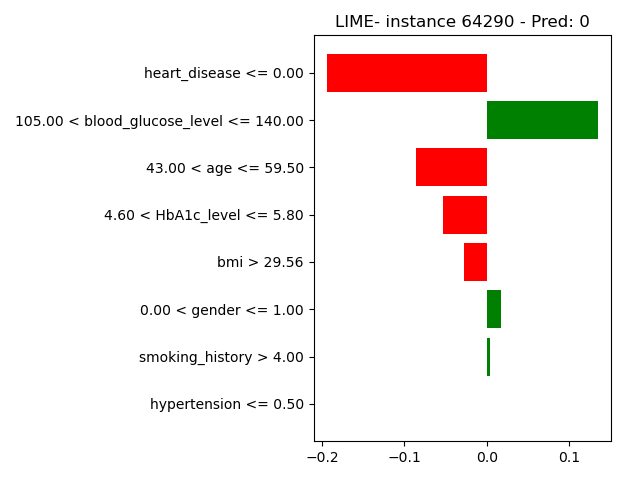 LIME- instance 64290 - Pred: 0
heart_disease <= 0.00
105.00 < blood_glucose_level <= 140.00
43.00 < age <= 59.50
4.60 < HbA1c_level <= 5.80
bmi > 29.56
0.00 < gender <= 1.00
smoking_history > 4.00
hypertension <= 0.50
−0.2 −0.1 0.0 0.1